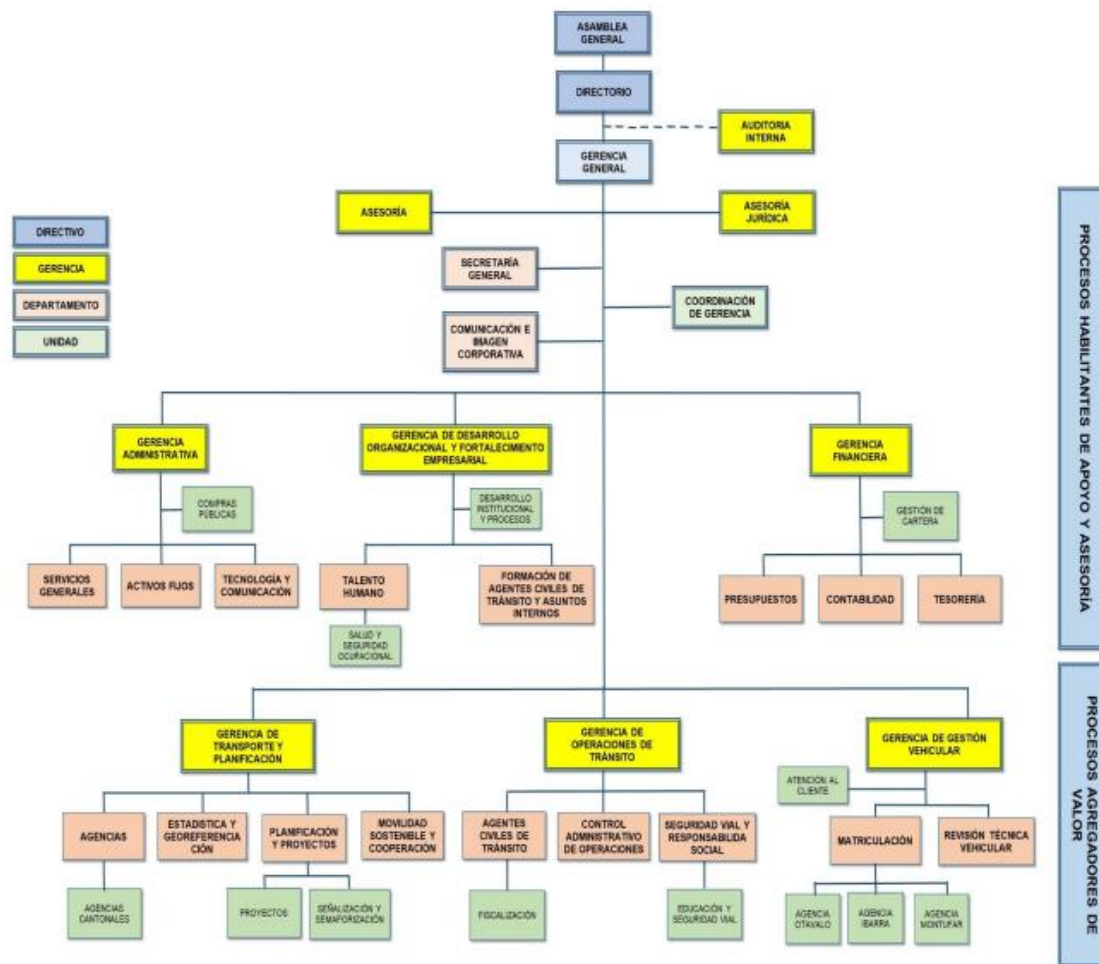 ASAMBLEA
GENERAL
DIRECTORIO
AUDITORIA
INTERNA
GERENCIA
GENERAL
ASESORÍA
ASESORÍA
JURÍDICA
DIRECTIVO
GERENCIA
DEPARTAMENTO
UNIDAD
SECRETARÍA
GENERAL
COORDINACIÓN
DE GERENCIA
COMUNICACIÓN E
IMAGEN
CORPORATIVA
PROCESOS HABILITANTES DE APOYO Y ASESORÍA
GERENCIA
ADMINISTRATIVA
GERENCIA DE DESARROLLO
ORGANIZACIONAL Y FORTALECIMIENTO
EMPRESARIAL
GERENCIA
FINANCIERA
COMPRAS
PÚBLICAS
DESARROLLO
INSTITUCIONAL
Y PROCESOS
GESTIÓN DE
CARTERA
SERVICIOS
GENERALES
ACTIVOS FIJOS
TECNOLOGÍA Y
COMUNICACIÓN
TALENTO
HUMANO
FORMACIÓN DE
AGENTES CIVILES DE
TRÁNSITO Y ASUNTOS
INTERNOS
PRESUPUESTOS
CONTABILIDAD
TESORERÍA
SALUD Y
SEGURIDAD
OCUPACIONAL
PROCESOS AGREGADORES DE
VALOR
GERENCIA DE
TRANSPORTE Y
PLANIFICACIÓN
GERENCIA DE
OPERACIONES DE
TRÁNSITO
GERENCIA DE GESTIÓN
VEHICULAR
ATENCIÓN AL
CLIENTE
AGENCIAS
ESTADISTICA Y
GEOREFERENCIA
CIÓN
PLANIFICACIÓN
Y PROYECTOS
MOVILIDAD
SOSTENIBLE Y
COOPERACIÓN
AGENTES
CIVILES DE
TRÁNSITO
CONTROL
ADMINISTRATIVO
DE OPERACIONES
SEGURIDAD VIAL Y
RESPONSABILIDA
SOCIAL
MATRICULACIÓN
REVISIÓN TÉCNICA
VEHICULAR
AGENCIAS
CANTONALES
PROYECTOS
SEÑALIZACIÓN Y
SEMAFORIZACIÓN
FISCALIZACIÓN
EDUCACIÓN Y
SEGURIDAD VIAL
AGENCIA
OTAVALO
AGENCIA
IBARRA
AGENCIA
MONTUFAR